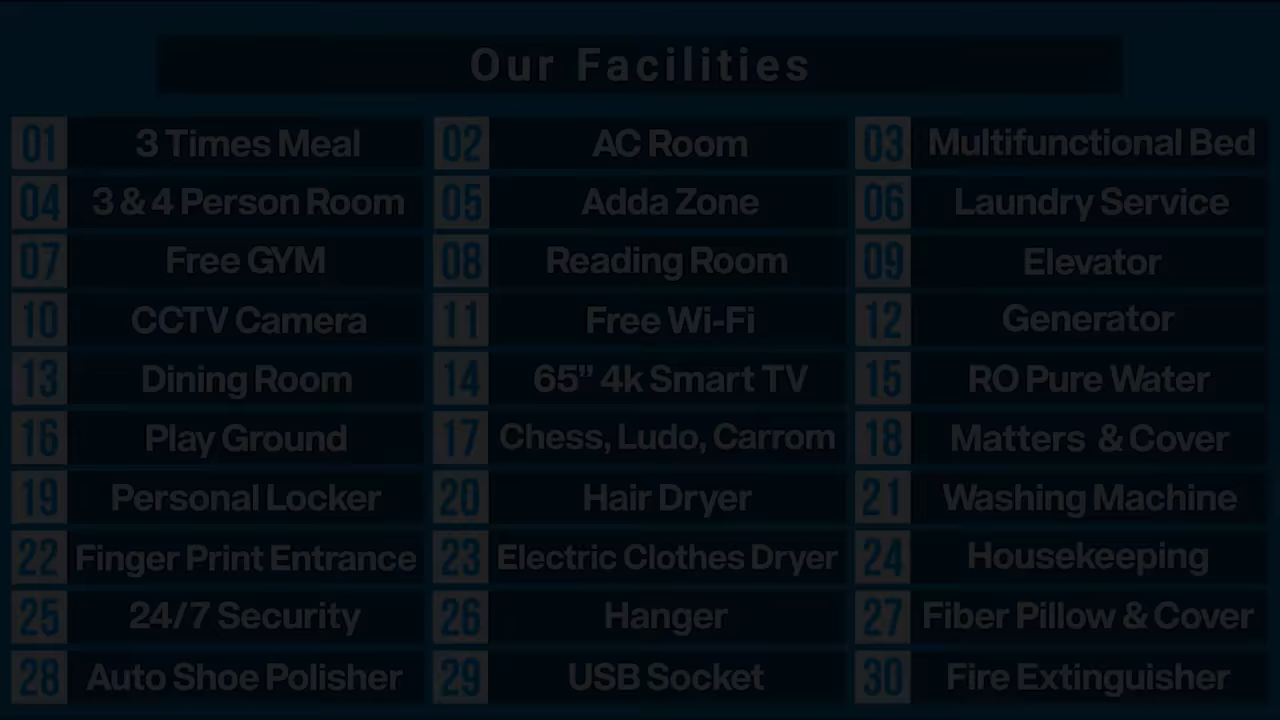 Our Facilities
01 3 Times Meal 02 AC Room 03 Multifunctional Bed
04 3 & 4 Person Room 05 Adda Zone 06 Laundry Service
07 Free GYM 08 Reading Room 09 Elevator
10 CCTV Camera 11 Free Wi-Fi 12 Generator
13 Dining Room 14 65” 4k Smart TV 15 RO Pure Water
16 Play Ground 17 Chess, Ludo, Carrom 18 Matters & Cover
19 Personal Locker 20 Hair Dryer 21 Washing Machine
22 Finger Print Entrance 23 Electric Clothes Dryer 24 Housekeeping
25 24/7 Security 26 Hanger 27 Fiber Pillow & Cover
28 Auto Shoe Polisher 29 USB Socket 30 Fire Extinguisher